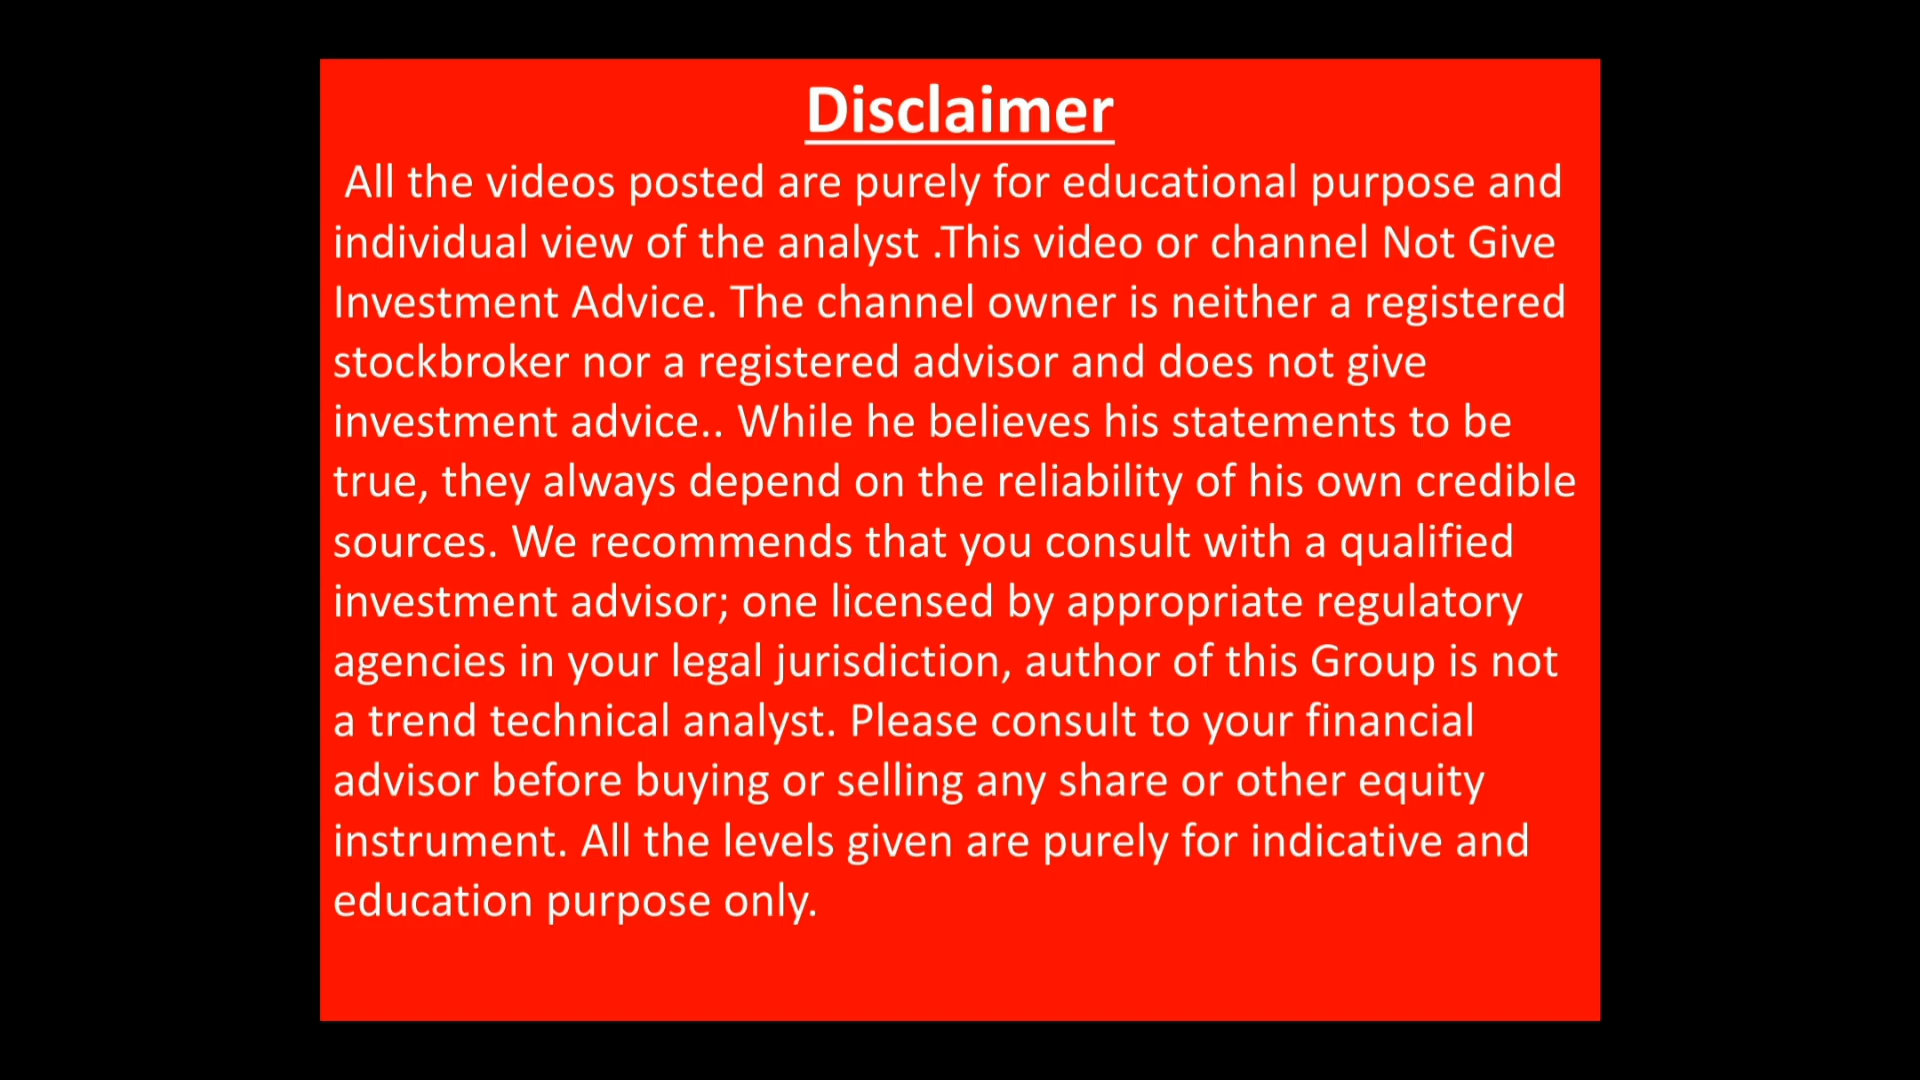 Disclaimer
All the videos posted are purely for educational purpose and
individual view of the analyst .This video or channel Not Give
Investment Advice. The channel owner is neither a registered
stockbroker nor a registered advisor and does not give
investment advice.. While he believes his statements to be
true, they always depend on the reliability of his own credible
sources. We recommends that you consult with a qualified
investment advisor; one licensed by appropriate regulatory
agencies in your legal jurisdiction, author of this Group is not
a trend technical analyst. Please consult to your financial
advisor before buying or selling any share or other equity
instrument. All the levels given are purely for indicative and
education purpose only.